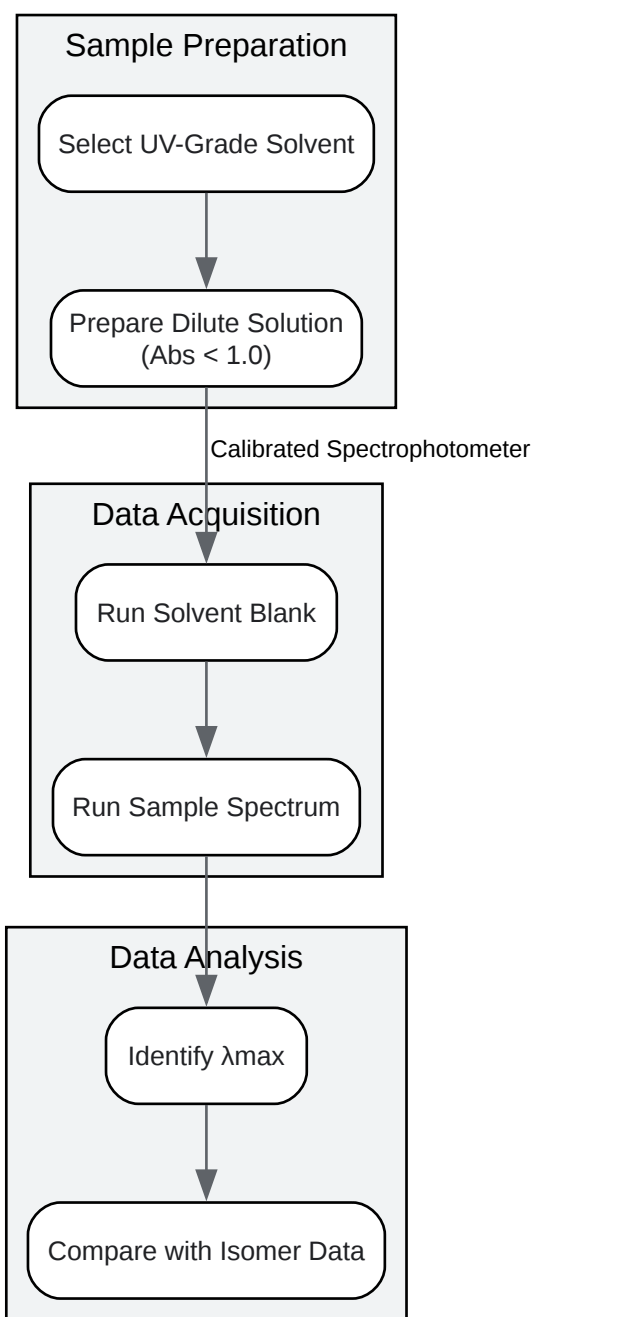 Sample Preparation
Select UV-Grade Solvent
Prepare Dilute Solution
(Abs < 1.0)
Calibrated Spectrophotometer
Data Acquisition
Run Solvent Blank
Run Sample Spectrum
Data Analysis
Identify λmax
Compare with Isomer Data